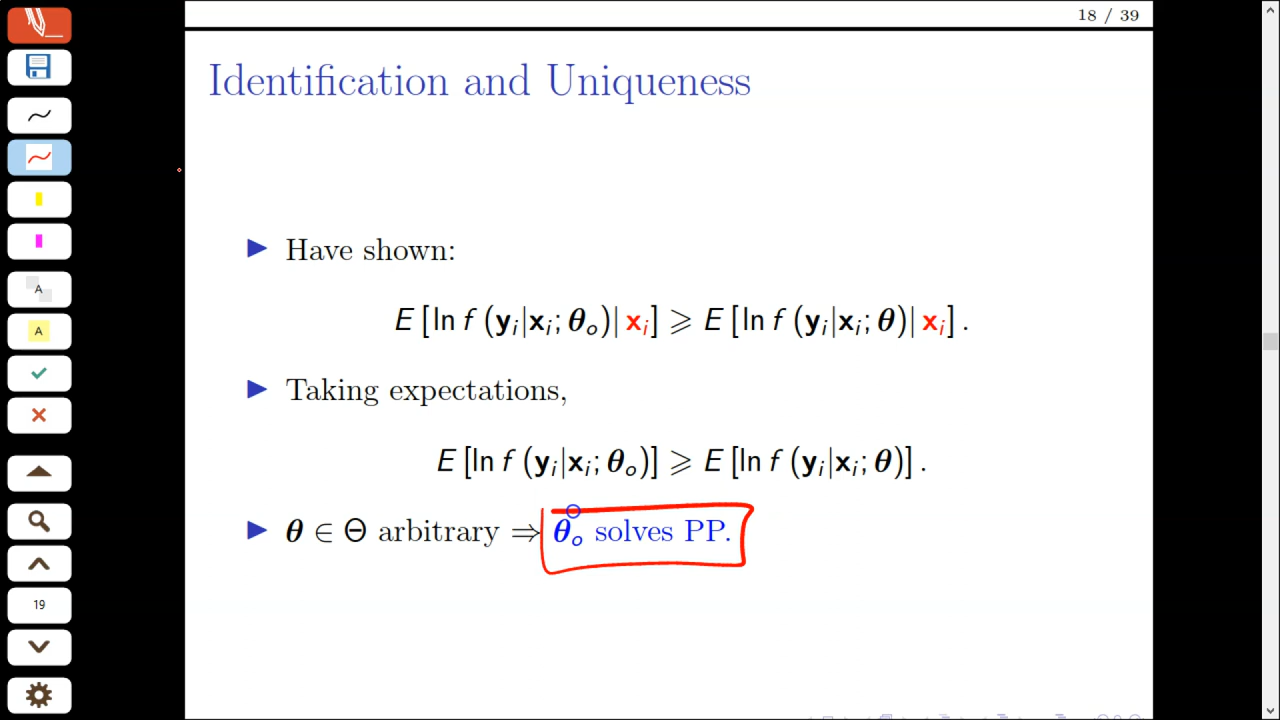 18 / 39
Identification and Uniqueness
▶ Have shown:
E [ln f (yᵢ|xᵢ; θₒ)| xᵢ] ⩾ E [ln f (yᵢ|xᵢ; θ)| xᵢ] .
▶ Taking expectations,
E [ln f (yᵢ|xᵢ; θₒ)] ⩾ E [ln f (yᵢ|xᵢ; θ)] .
▶ θ ∈ Θ arbitrary ⇒ θₒ solves PP.
A
A
19